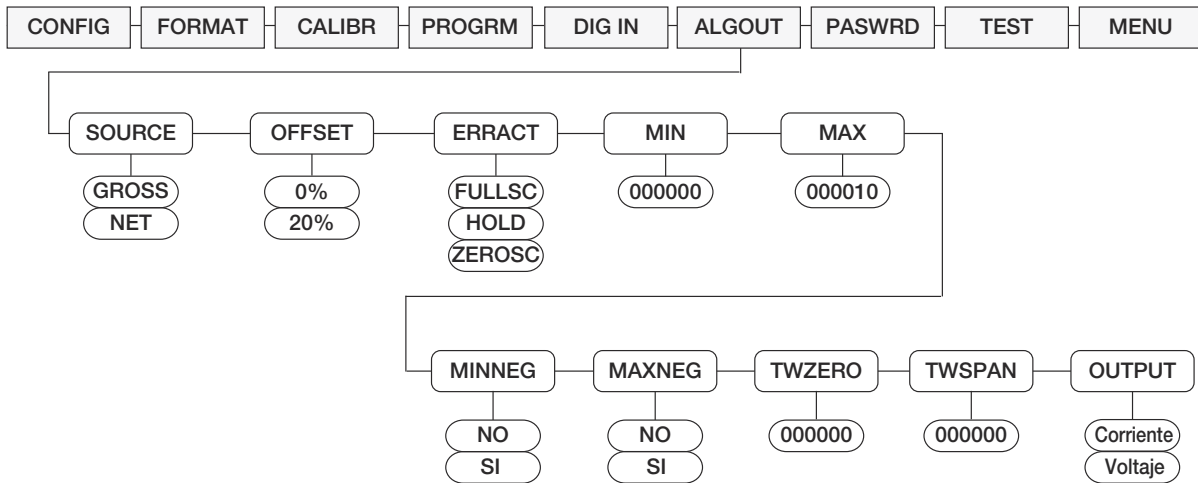 CONFIG FORMAT CALIBR PROGRM DIG IN ALGOUT PASWRD TEST MENU
SOURCE OFFSET ERRACT MIN MAX
GROSS 0% FULLSC 000000 000010
NET 20% HOLD
ZEROSC
MINNEG MAXNEG TWZERO TWSPAN OUTPUT
NO NO 000000 000000 Corriente
SI SI Voltaje